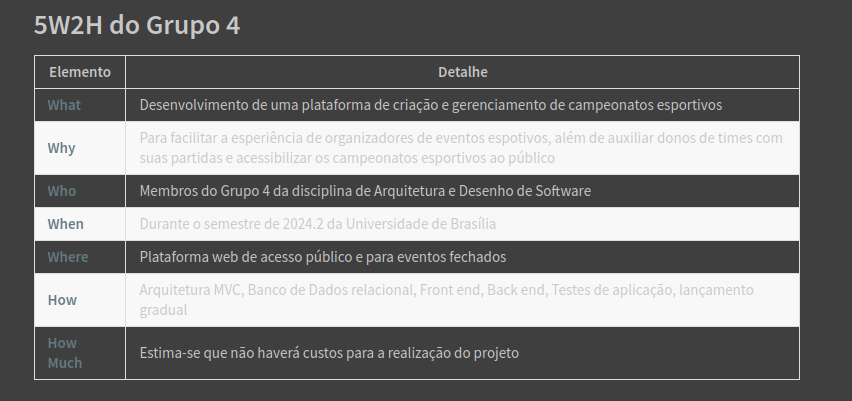 5W2H do Grupo 4
Elemento Detalhe
What Desenvolvimento de uma plataforma de criação e gerenciamento de campeonatos esportivos
Why Para facilitar a esperiência de organizadores de eventos espotivos, além de auxiliar donos de times com
suas partidas e acessibilizar os campeonatos esportivos ao público
Who Membros do Grupo 4 da disciplina de Arquitetura e Desenho de Software
When Durante o semestre de 2024.2 da Universidade de Brasília
Where Plataforma web de acesso público e para eventos fechados
How Arquitetura MVC, Banco de Dados relacional, Front end, Back end, Testes de aplicação, lançamento
gradual
How
Much
Estima-se que não haverá custos para a realização do projeto